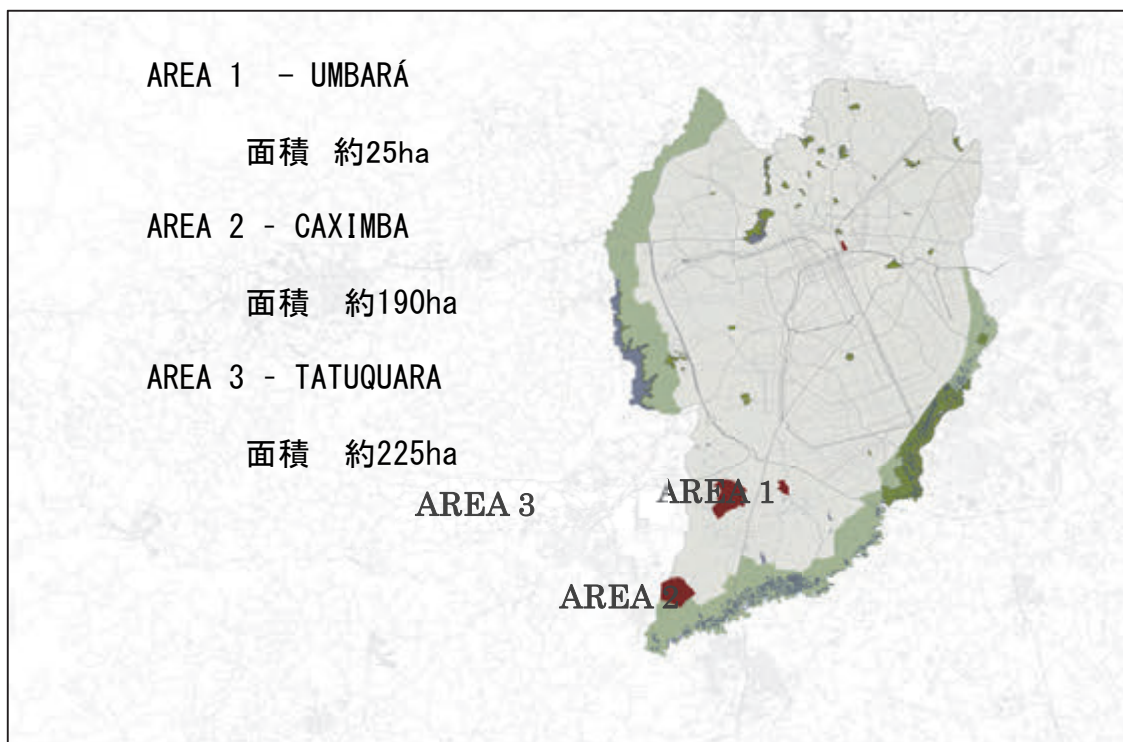 AREA 1 – UMBARÁ
面積 約25ha
AREA 2 – CAXIMBA
面積 約190ha
AREA 3 – TATUQUARA
面積 約225ha
AREA 3
AREA 1
AREA 2